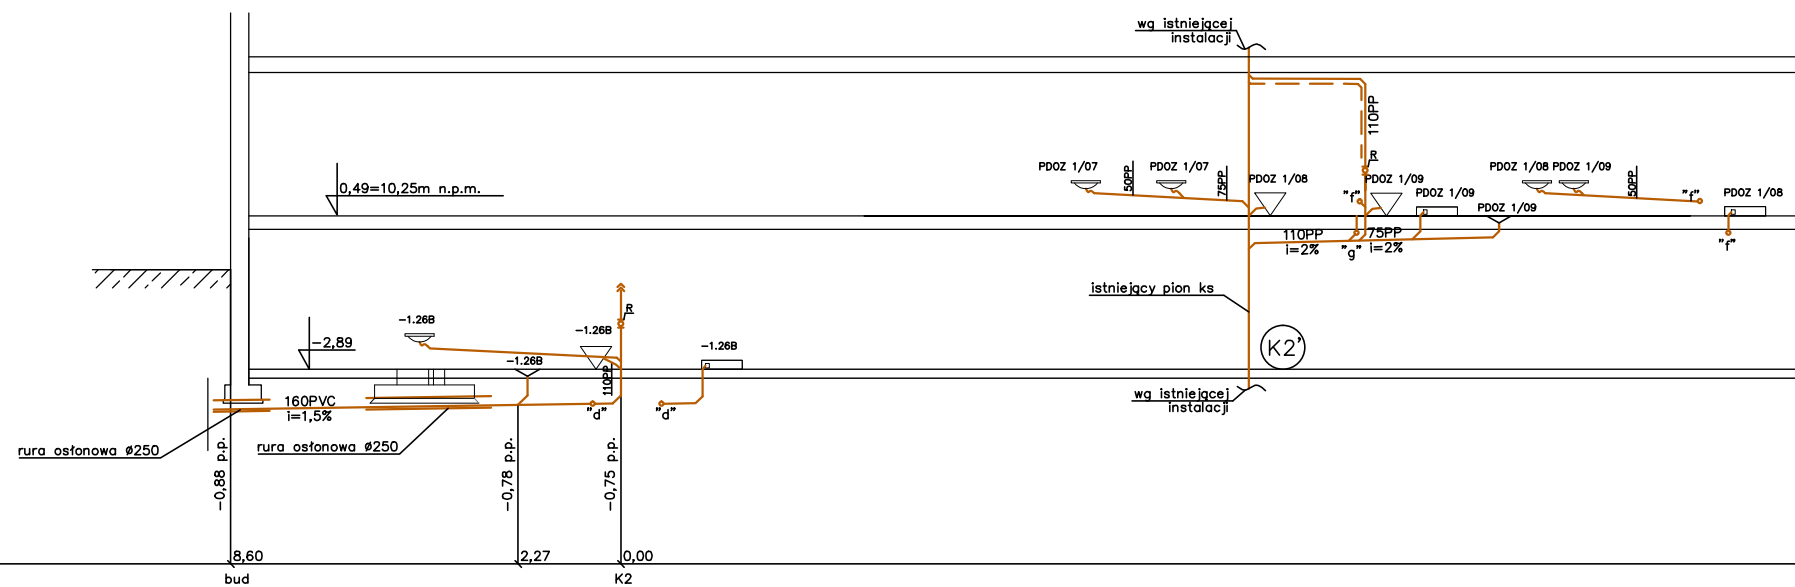 wg istniejącej
instalacji
110PP
R
PDOZ 1/07
50PP
PDOZ 1/07
75PP
PDOZ 1/08
PDOZ 1/09
"f"
PDOZ 1/09
PDOZ 1/09
PDOZ 1/08
PDOZ 1/09
50PP
"f"
PDOZ 1/08
"f"
0,49=10,25m n.p.m.
110PP
i=2%
"g"
75PP
i=2%
istniejący pion ks
K2'
wg istniejącej
instalacji
-2,89
-1.26B
-1.26B
R
-1.26B
-1.26B
110PP
160PVC
i=1,5%
"d"
"d"
rura osłonowa Ø250
rura osłonowa Ø250
-0,88 p.p.
-0,78 p.p.
-0,75 p.p.
8,60
2,27
0,00
bud
K2